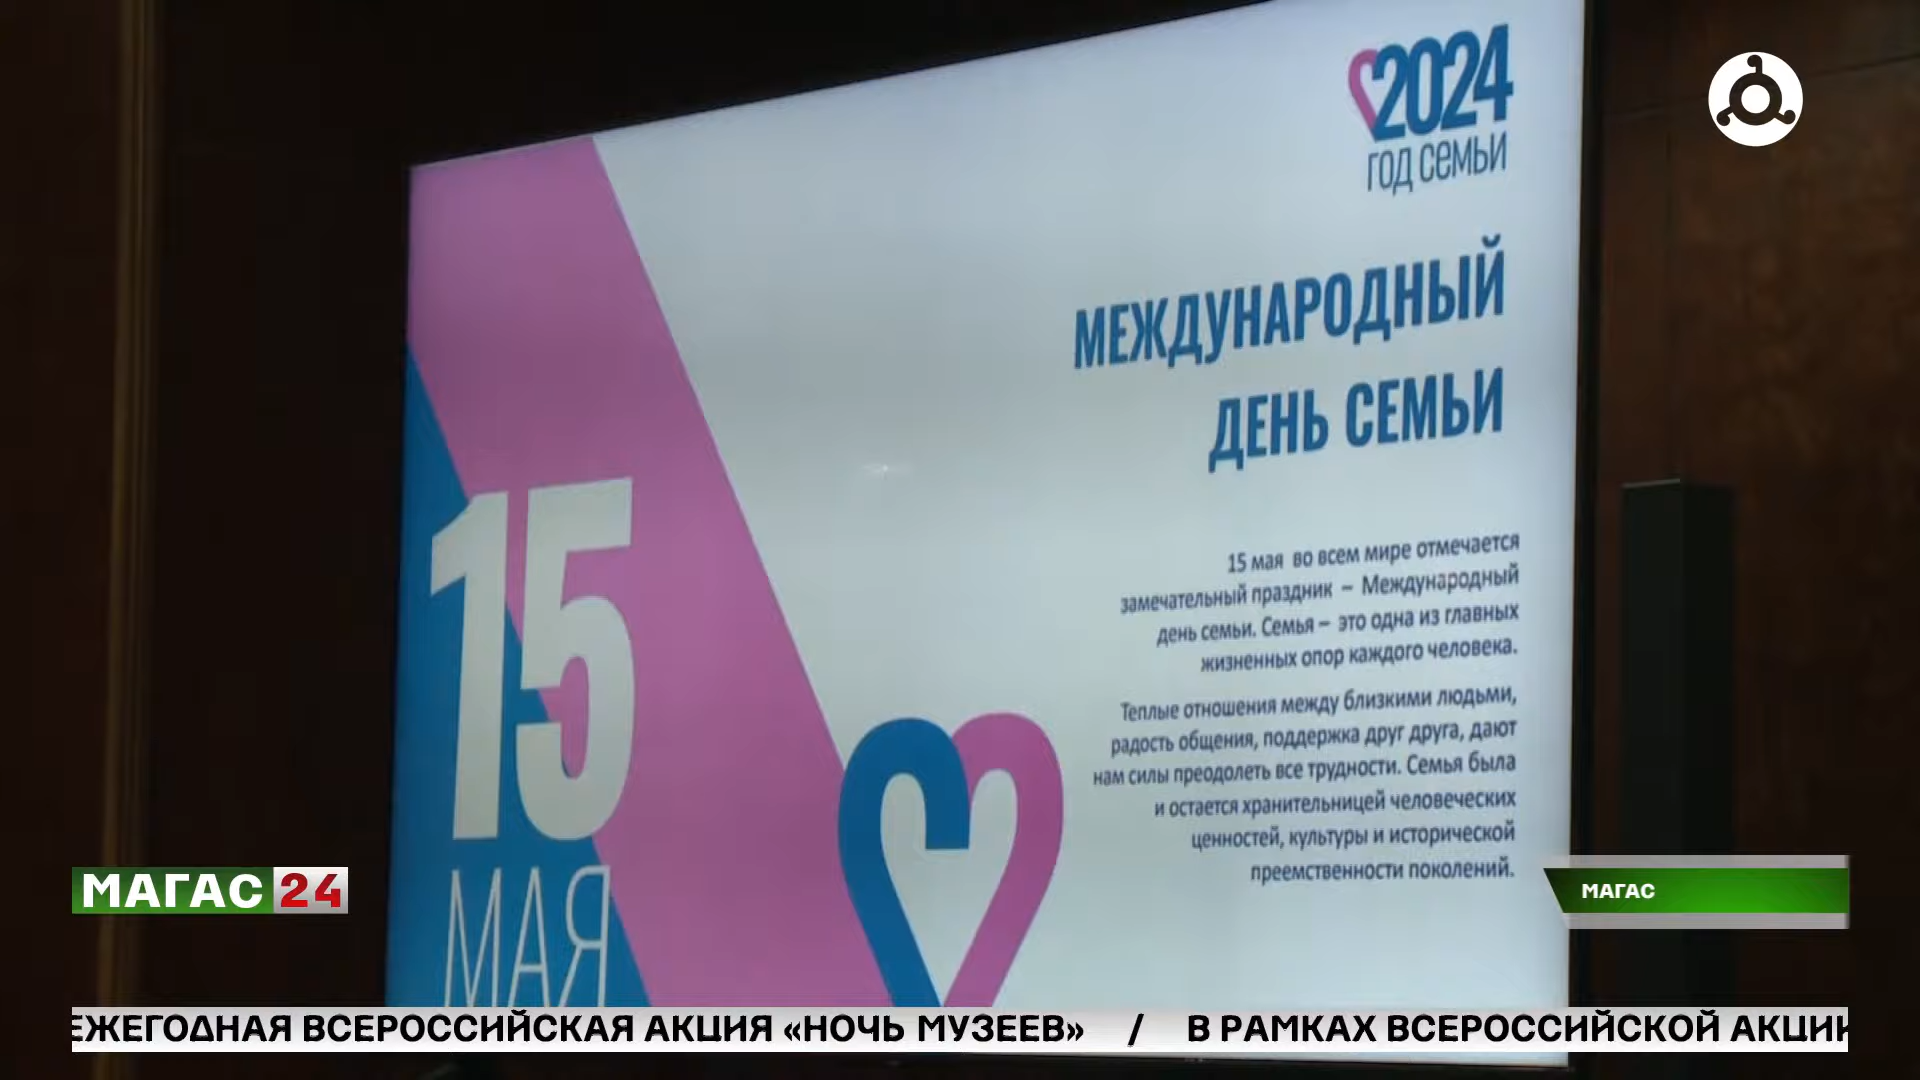 2024
ГОД СЕМЬИ
МЕЖДУНАРОДНЫЙ
ДЕНЬ СЕМЬИ
15
МАЯ
15 мая во всем мире отмечается
замечательный праздник – Международный
день семьи. Семья – это одна из главных
жизненных опор каждого человека.
Теплые отношения между близкими людьми,
радость общения, поддержка друг друга, дают
нам силы преодолеть все трудности. Семья была
и остается хранительницей человеческих
ценностей, культуры и исторической
преемственности поколений.
МАГАС 24
МАГАС
ЕЖЕГОДНАЯ ВСЕРОССИЙСКАЯ АКЦИЯ «НОЧЬ МУЗЕЕВ» / В РАМКАХ ВСЕРОССИЙСКОЙ АКЦИИ